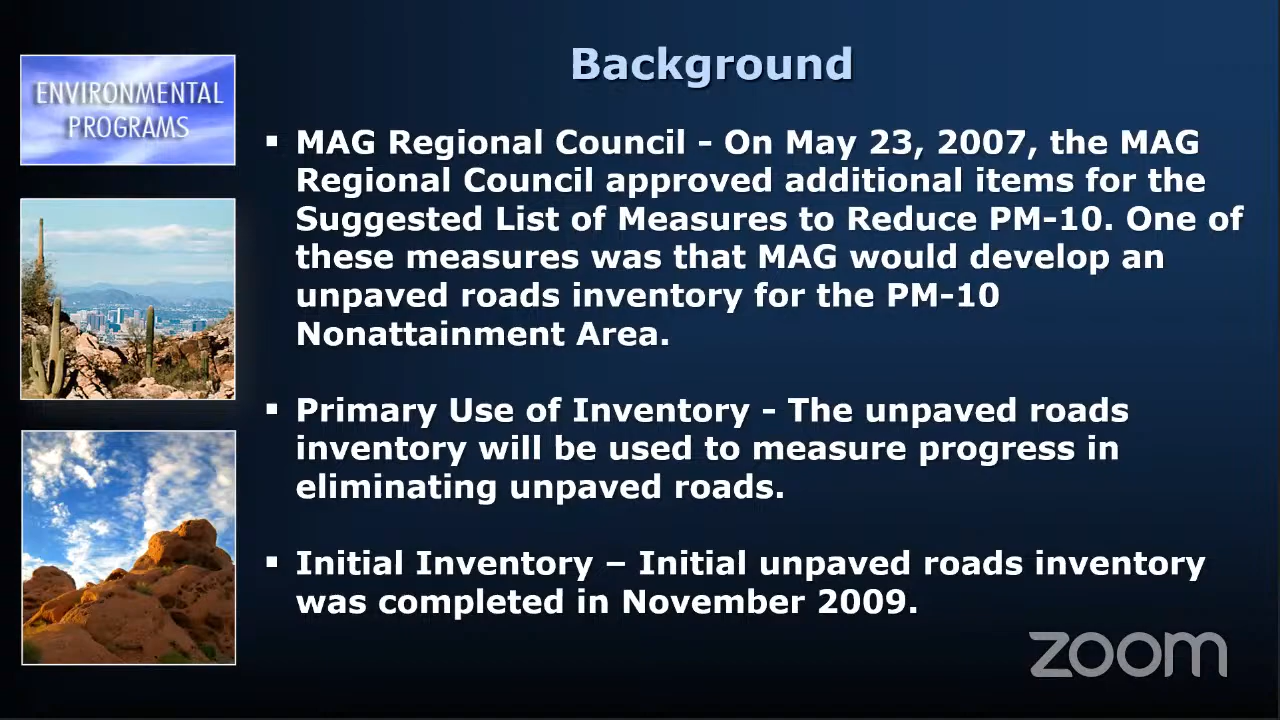 Background
ENVIRONMENTAL
PROGRAMS
▪ MAG Regional Council - On May 23, 2007, the MAG
Regional Council approved additional items for the
Suggested List of Measures to Reduce PM-10. One of
these measures was that MAG would develop an
unpaved roads inventory for the PM-10
Nonattainment Area.
▪ Primary Use of Inventory - The unpaved roads
inventory will be used to measure progress in
eliminating unpaved roads.
▪ Initial Inventory – Initial unpaved roads inventory
was completed in November 2009.
zoom